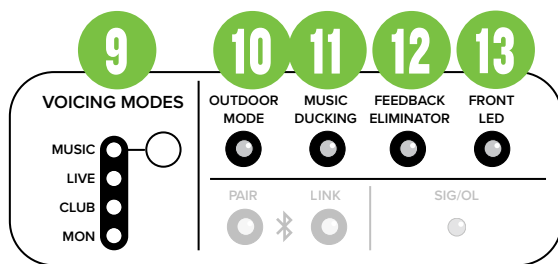 9
10
11
12
13
VOICING MODES
MUSIC
LIVE
CLUB
MON
OUTDOOR
MODE
MUSIC
DUCKING
FEEDBACK
ELIMINATOR
FRONT
LED
PAIR
LINK
SIG/OL